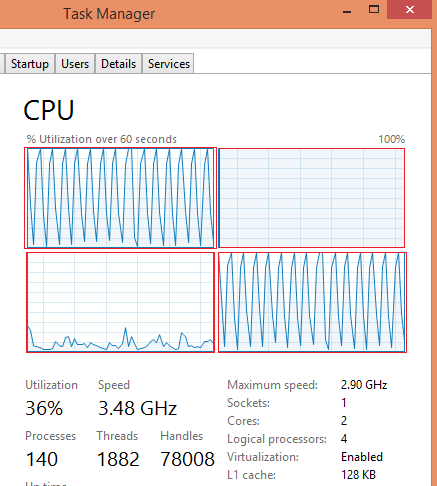 Task Manager
Startup Users Details Services
CPU
% Utilization over 60 seconds 100%
Utilization Speed
36% 3.48 GHz
Processes Threads Handles
140 1882 78008
Maximum speed: 2.90 GHz
Sockets: 1
Cores: 2
Logical processors: 4
Virtualization: Enabled
L1 cache: 128 KB